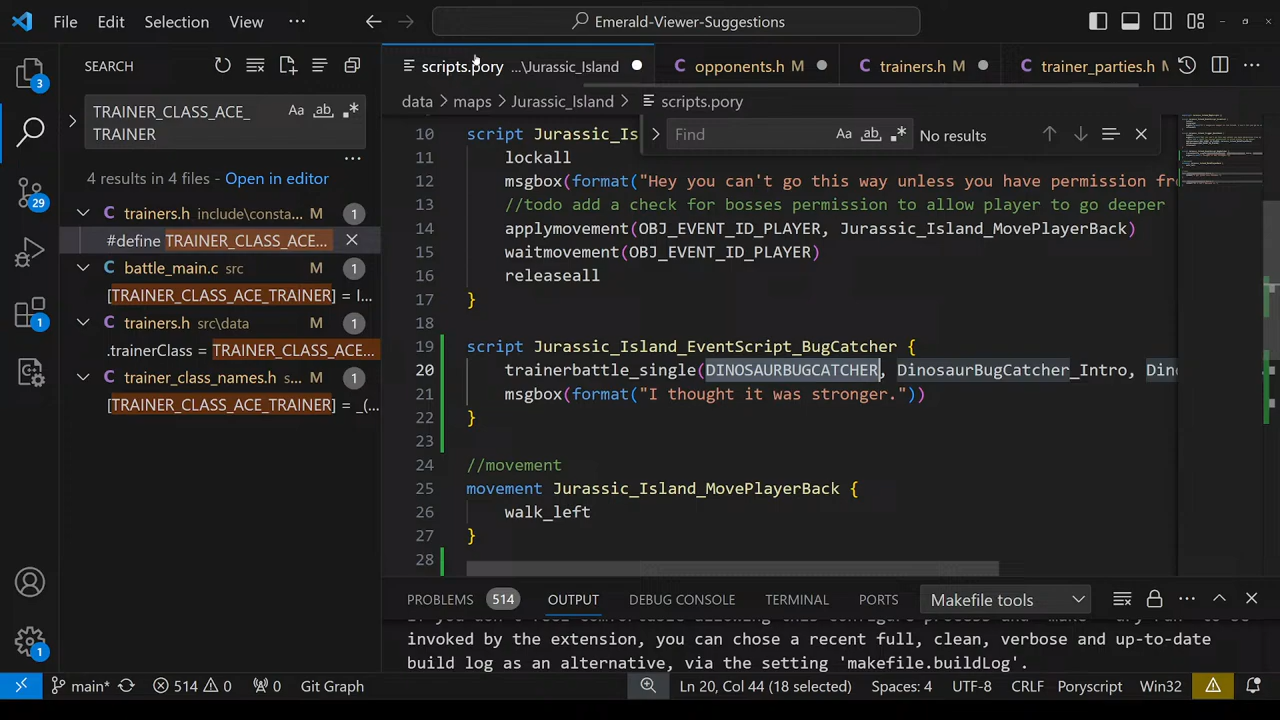 File Edit Selection View ··· Emerald-Viewer-Suggestions
SEARCH
TRAINER_CLASS_ACE_
TRAINER
Aa ab
4 results in 4 files - Open in editor
trainers.h include\consta... M 1
#define TRAINER_CLASS_ACE...
battle_main.c src 1
[TRAINER_CLASS_ACE_TRAINER] = I...
trainers.h src\data M 1
.trainerClass = TRAINER_CLASS_ACE...
trainer_class_names.h s... M 1
[TRAINER_CLASS_ACE_TRAINER] = _(...
29
1
1
scripts.pory ...\Jurassic_Island opponents.h M trainers.h M trainer_parties.h M
data > maps > Jurassic_Island > scripts.pory
Find Aa ab No results
10 script Jurassic_Is
11 lockall
12 msgbox(format("Hey you can't go this way unless you have permission fr
13 //todo add a check for bosses permission to allow player to go deeper
14 applymovement(OBJ_EVENT_ID_PLAYER, Jurassic_Island_MovePlayerBack)
15 waitmovement(OBJ_EVENT_ID_PLAYER)
16 releaseall
17 }
18
19 script Jurassic_Island_EventScript_BugCatcher {
20 trainerbattle_single(DINOSAURBUGCATCHER, DinosaurBugCatcher_Intro, Dino
21 msgbox(format("I thought it was stronger."))
22 }
23
24 //movement
25 movement Jurassic_Island_MovePlayerBack {
26 walk_left
27 }
28
PROBLEMS 514 OUTPUT DEBUG CONSOLE TERMINAL PORTS Makefile tools
invoked by the extension, you can chose a recent full, clean, verbose and up-to-date
build log as an alternative, via the setting 'makefile.buildLog'.
main* 514 0 0 Git Graph Ln 20, Col 44 (18 selected) Spaces: 4 UTF-8 CRLF Poryscript Win32